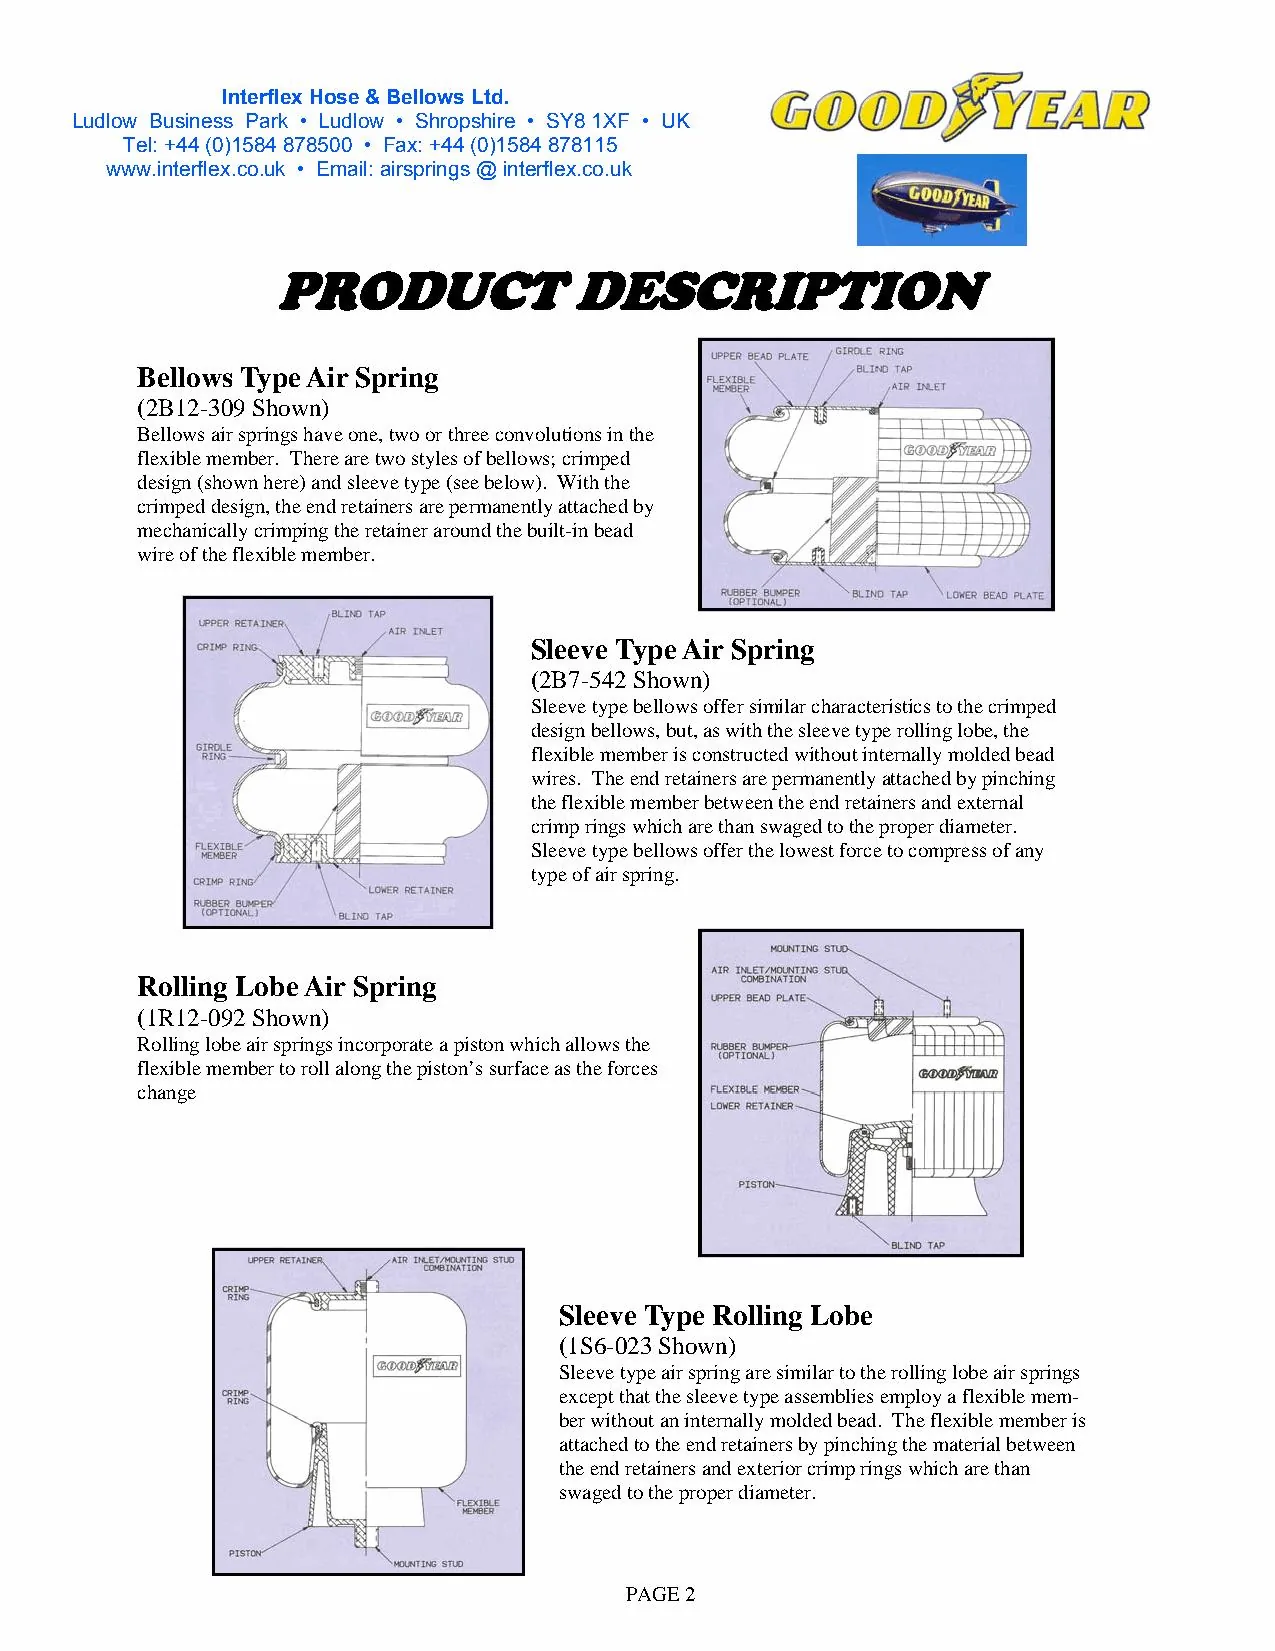 Interflex Hose & Bellows Ltd.
Ludlow Business Park • Ludlow • Shropshire • SY8 1XF • UK
Tel: +44 (0)1584 878500 • Fax: +44 (0)1584 878115
www.interflex.co.uk • Email: airsprings @ interflex.co.uk
GOODYEAR
GOODYEAR
PRODUCT DESCRIPTION
Bellows Type Air Spring
(2B12-309 Shown)
Bellows air springs have one, two or three convolutions in the
flexible member. There are two styles of bellows; crimped
design (shown here) and sleeve type (see below). With the
crimped design, the end retainers are permanently attached by
mechanically crimping the retainer around the built-in bead
wire of the flexible member.
UPPER BEAD PLATE
GIRDLE RING
BLIND TAP
FLEXIBLE
MEMBER
AIR INLET
GOODYEAR
RUBBER BUMPER
(OPTIONAL)
BLIND TAP
LOWER BEAD PLATE
BLIND TAP
UPPER RETAINER
AIR INLET
CRIMP RING
GOODYEAR
GIRDLE
RING
FLEXIBLE
MEMBER
CRIMP RING
LOWER RETAINER
RUBBER BUMPER
(OPTIONAL)
BLIND TAP
Sleeve Type Air Spring
(2B7-542 Shown)
Sleeve type bellows offer similar characteristics to the crimped
design bellows, but, as with the sleeve type rolling lobe, the
flexible member is constructed without internally molded bead
wires. The end retainers are permanently attached by pinching
the flexible member between the end retainers and external
crimp rings which are than swaged to the proper diameter.
Sleeve type bellows offer the lowest force to compress of any
type of air spring.
Rolling Lobe Air Spring
(1R12-092 Shown)
Rolling lobe air springs incorporate a piston which allows the
flexible member to roll along the piston's surface as the forces
change
MOUNTING STUD
AIR INLET/MOUNTING STUD
COMBINATION
UPPER BEAD PLATE
RUBBER BUMPER
(OPTIONAL)
GOODYEAR
FLEXIBLE MEMBER
LOWER RETAINER
PISTON
BLIND TAP
UPPER RETAINER
AIR INLET/MOUNTING STUD
COMBINATION
CRIMP
RING
GOODYEAR
CRIMP
RING
FLEXIBLE
MEMBER
PISTON
MOUNTING STUD
Sleeve Type Rolling Lobe
(1S6-023 Shown)
Sleeve type air spring are similar to the rolling lobe air springs
except that the sleeve type assemblies employ a flexible mem-
ber without an internally molded bead. The flexible member is
attached to the end retainers by pinching the material between
the end retainers and exterior crimp rings which are than
swaged to the proper diameter.
PAGE 2